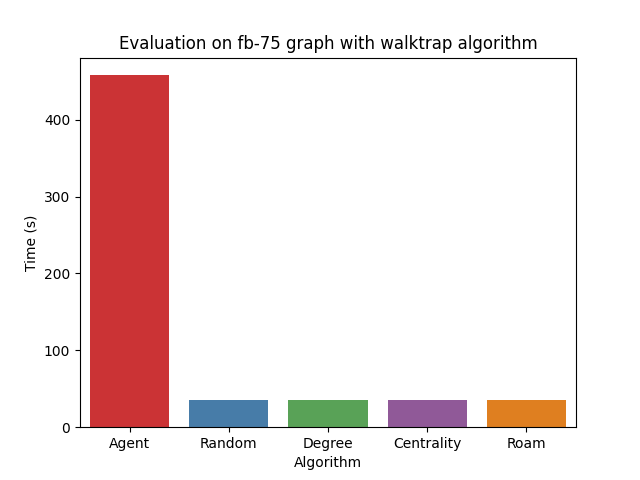 Evaluation on fb-75 graph with walktrap algorithm
Time (s)
400
300
200
100
0
Agent Random Degree Centrality Roam
Algorithm